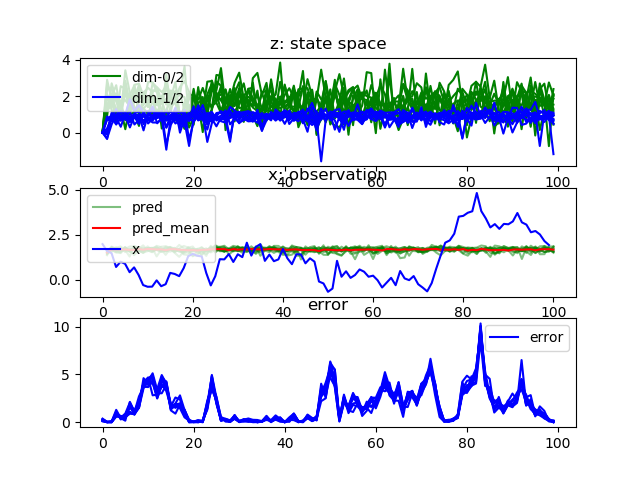 z: state space
4
2
0
dim-0/2
dim-1/2
0 20 40 60 80 100
x: observation
5.0
2.5
0.0
pred
pred_mean
x
0 20 40 60 80 100
error
10
5
0
error
0 20 40 60 80 100